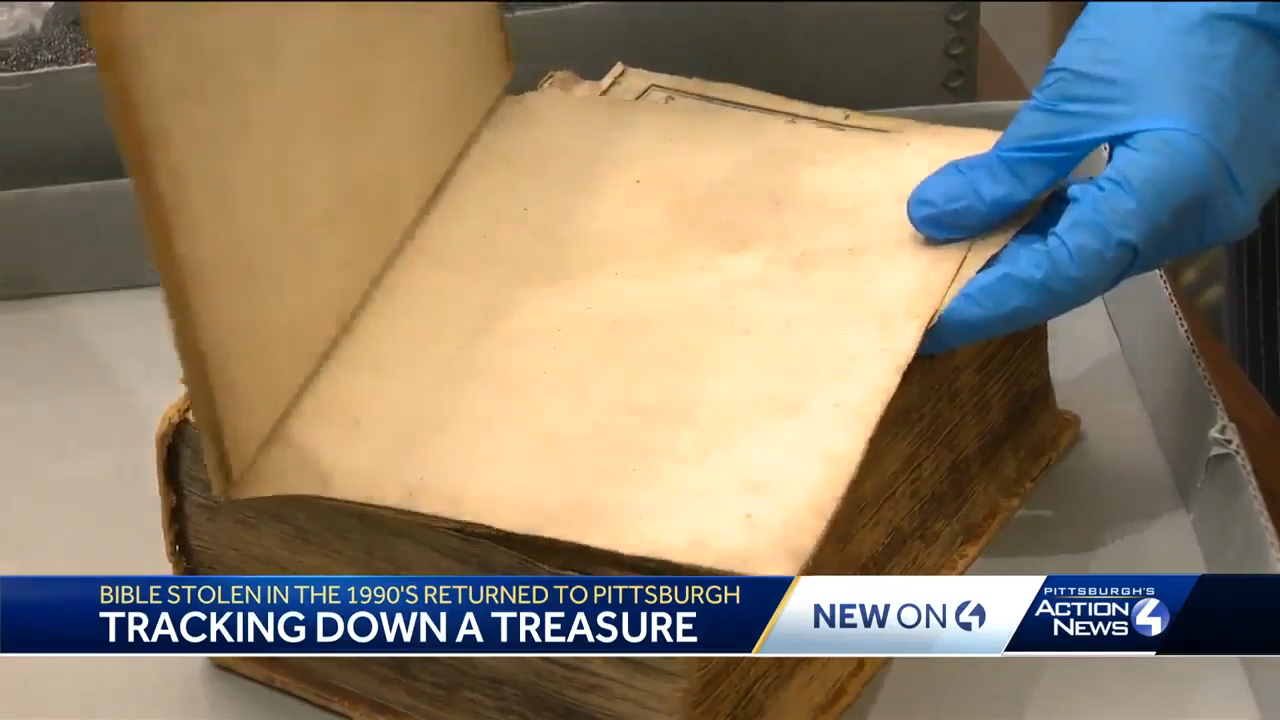 BIBLE STOLEN IN THE 1990'S RETURNED TO PITTSBURGH
TRACKING DOWN A TREASURE
NEW ON 4
PITTSBURGH'S
ACTION
NEWS 4